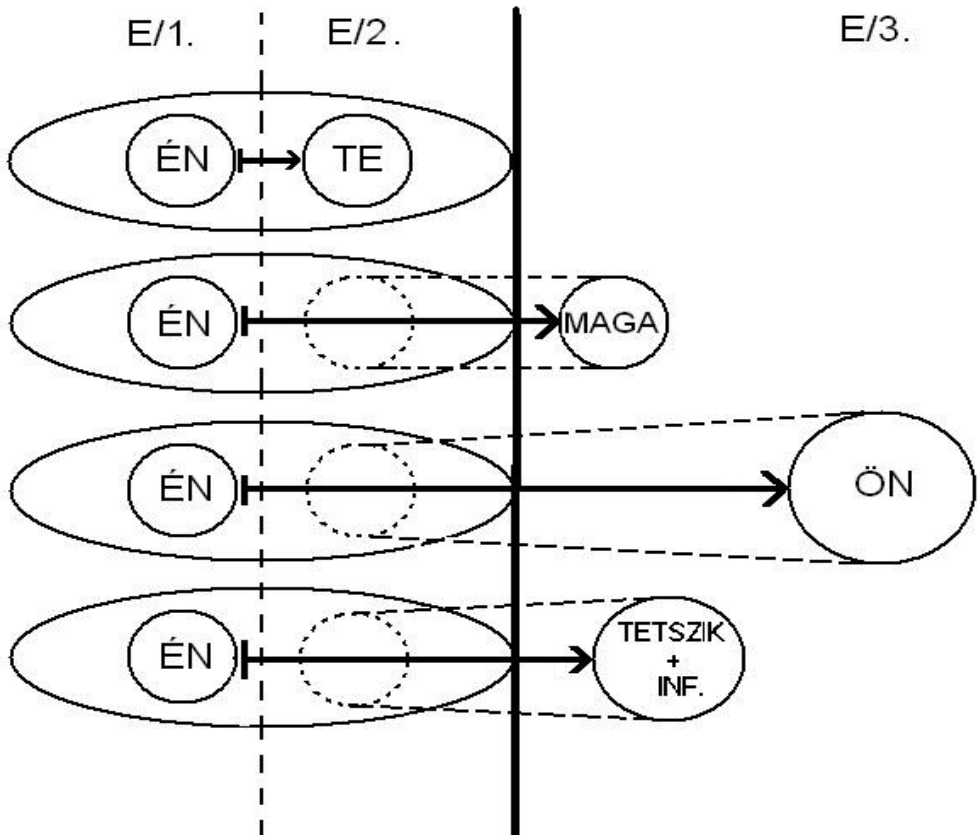 E/1. E/2. E/3.
ÉN TE
ÉN MAGA
ÉN ÖN
ÉN TETSZIK
+
INF.